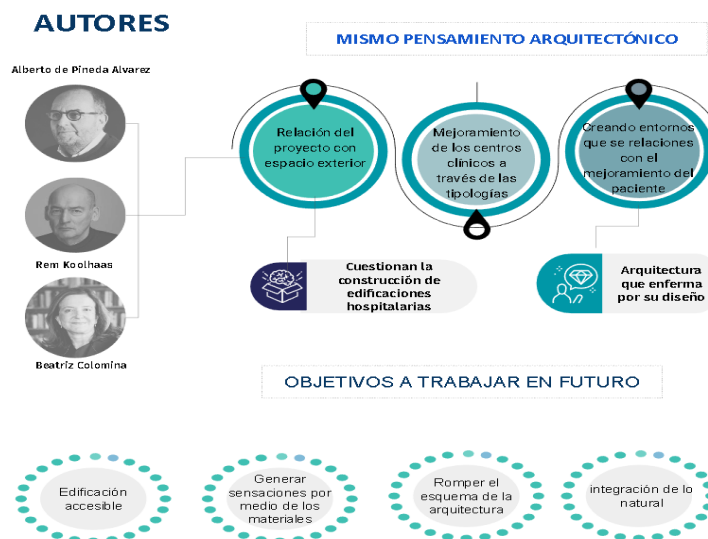 AUTORES
MISMO PENSAMIENTO ARQUITECTÓNICO
Alberto de Pineda Alvarez
Rem Koolhaas
Beatriz Colomina
Relación del
proyecto con
espacio exterior
Mejoramiento
de los centros
clínicos a
través de las
tipologías
Creando entornos
que se relaciones
con el
mejoramiento del
paciente
Cuestionan la
construcción de
edificaciones
hospitalarias
Arquitectura
que enferma
por su diseño
OBJETIVOS A TRABAJAR EN FUTURO
Edificación
accesible
Generar
sensaciones por
medio de los
materiales
Romper el
esquema de la
arquitectura
integración de lo
natural